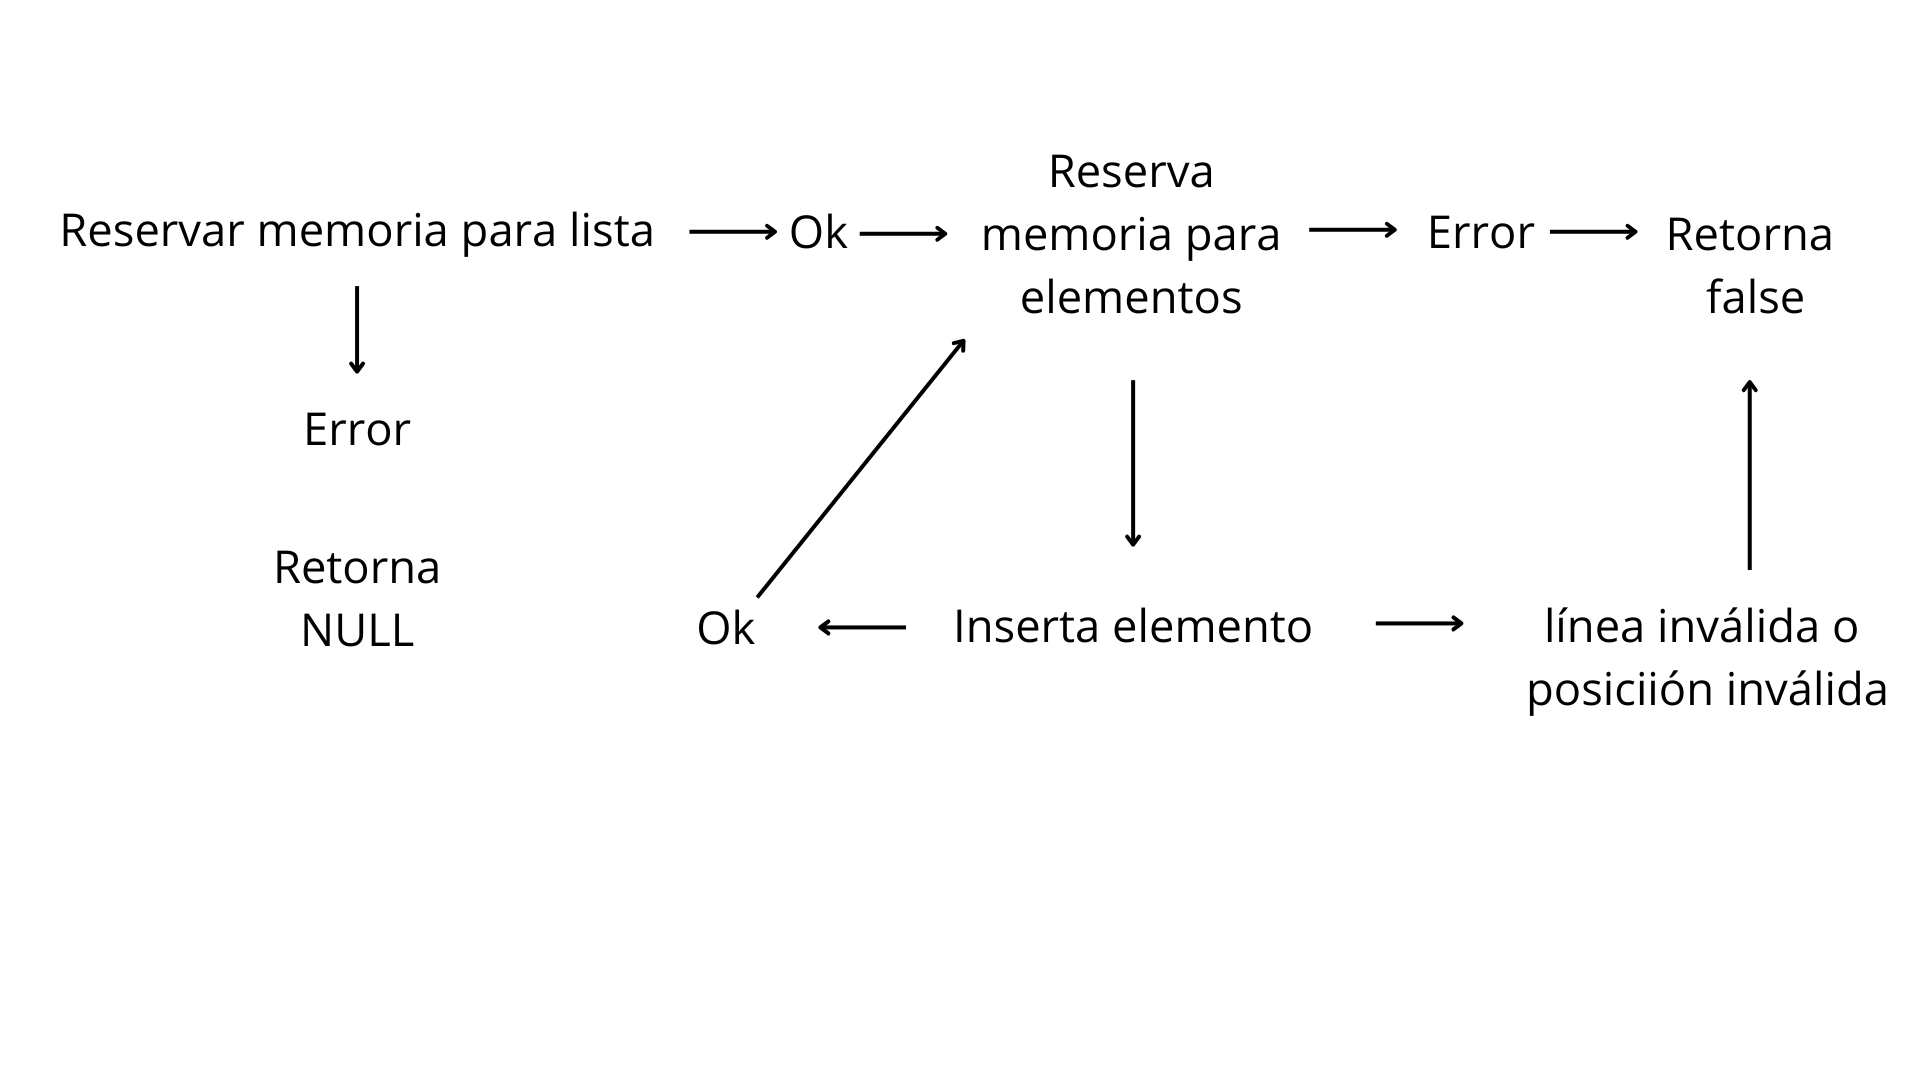 Reservar memoria para lista
Ok
Reserva
memoria para
elementos
Error
Retorna
false
Error
Retorna
NULL
Ok
Inserta elemento
línea inválida o
posiciión inválida